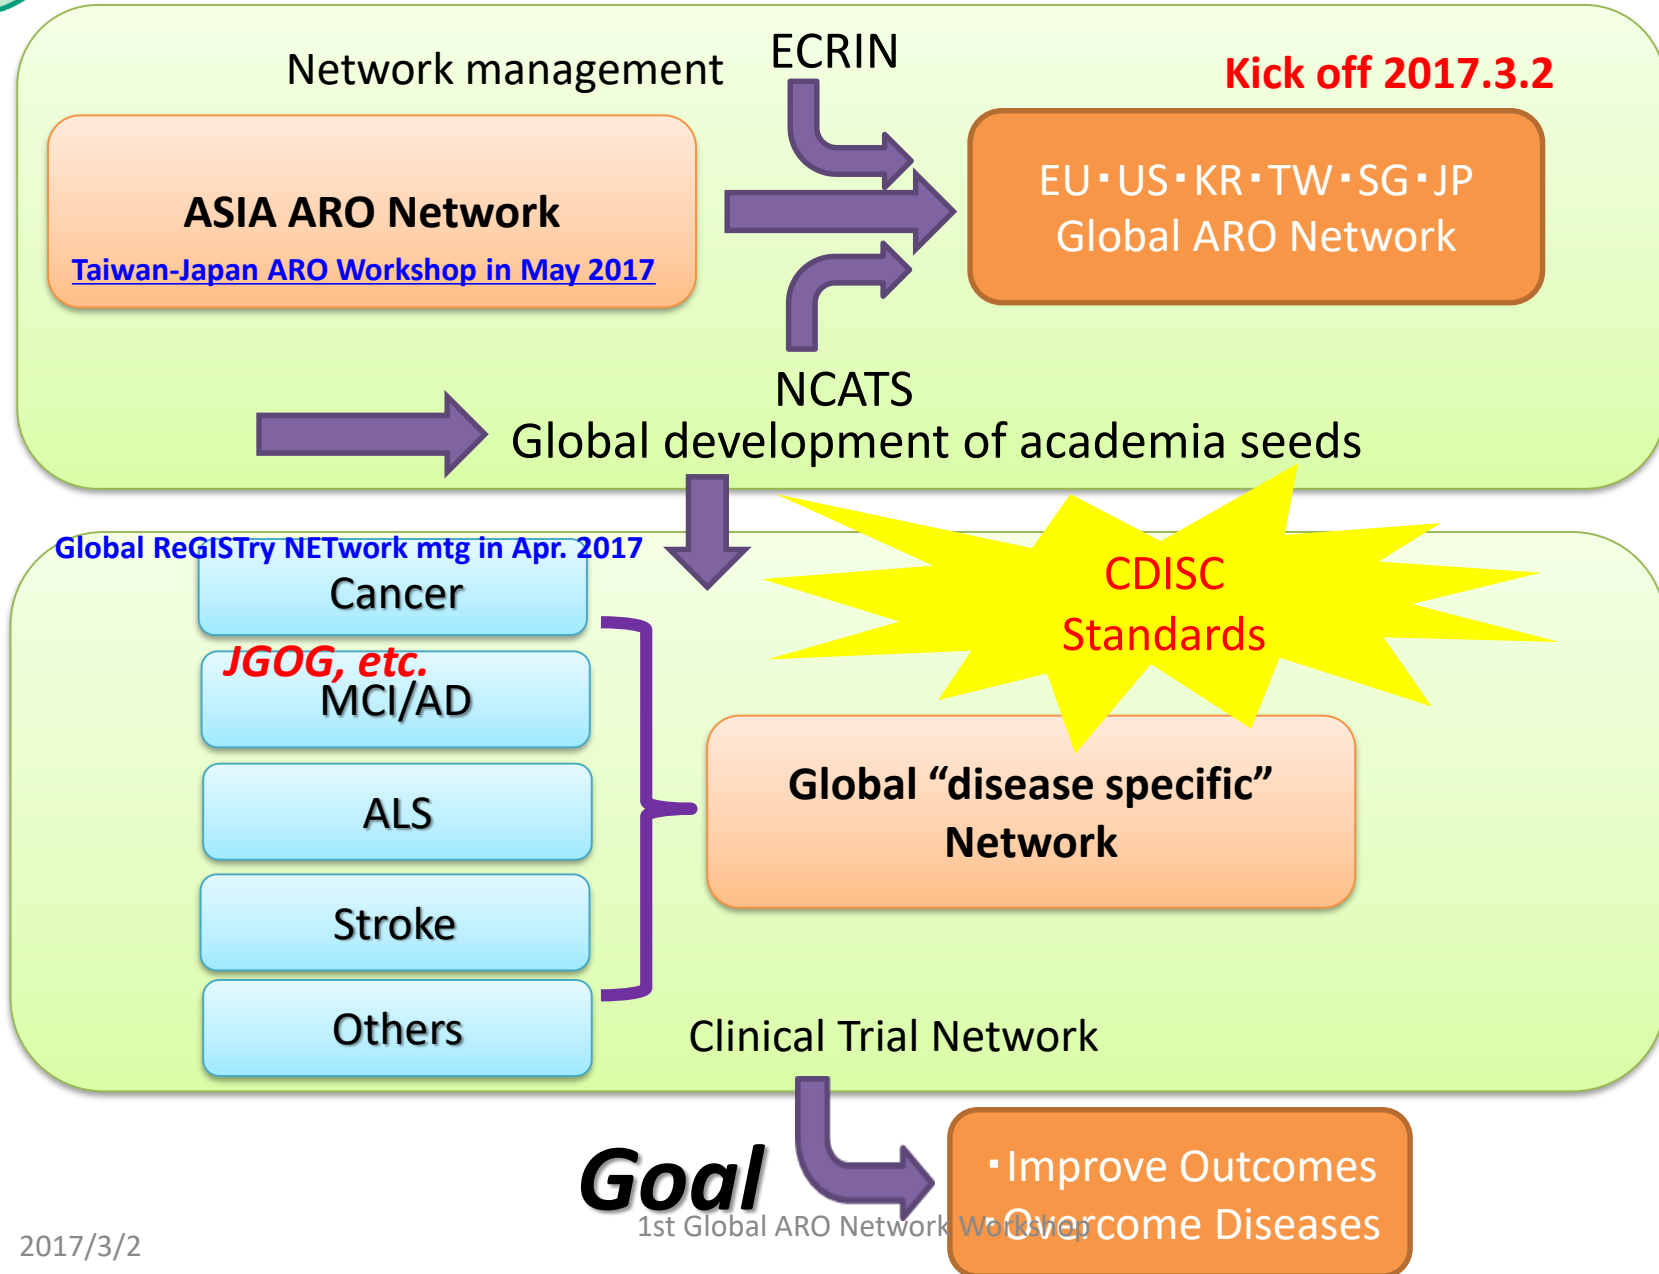 Network management
ECRIN
Kick off 2017.3.2
ASIA ARO Network
Taiwan-Japan ARO Workshop in May 2017
EU・US・KR・TW・SG・JP
Global ARO Network
NCATS
Global development of academia seeds
Global ReGISTry NETwork mtg in Apr. 2017
Cancer
JGOG, etc.
MCI/AD
ALS
Stroke
Others
CDISC
Standards
Global “disease specific”
Network
Clinical Trial Network
Goal
・Improve Outcomes
・Overcome Diseases
1st Global ARO Network Workshop
2017/3/2